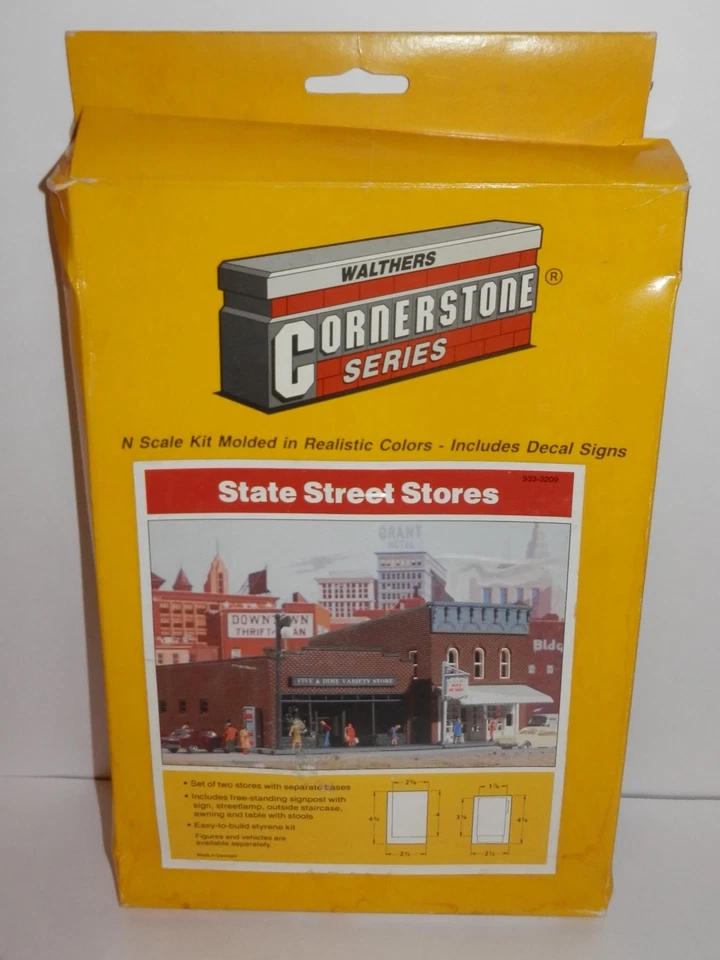 WALTHERS
CORNERSTONE ®
SERIES
N Scale Kit Molded in Realistic Colors - Includes Decal Signs
933-3209
State Street Stores
GRANT
HOTEL
DOWNTOWN
Bldg
FIVE & DIME VARIETY STORE
• Set of two stores with separate bases
• Includes free-standing signpost with
sign, streetlamp, outside staircase,
awning and table with stools
• Easy-to-build styrene kit
Figures and vehicles are
available separately.
Made in Denmark